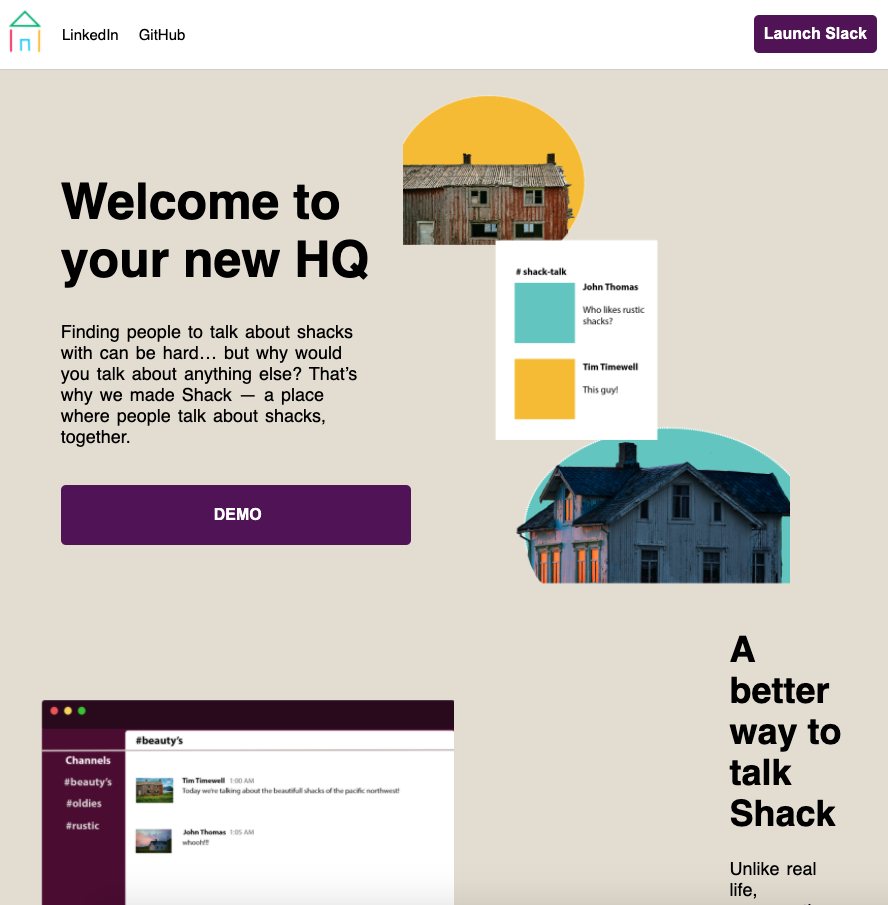 LinkedIn GitHub
Launch Slack
Welcome to
your new HQ
Finding people to talk about shacks
with can be hard... but why would
you talk about anything else? That's
why we made Shack — a place
where people talk about shacks,
together.
DEMO
# shack-talk
John Thomas
Who likes rustic
shacks?
Tim Timewell
This guy!
#beauty's
Channels
#beauty's
#oldies
#rustic
Tim Timewell 1:00 AM
Today we're talking about the beautifull shacks of the pacific northwest!
John Thomas 1:05 AM
whooh!!!
A
better
way to
talk
Shack
Unlike real
life,